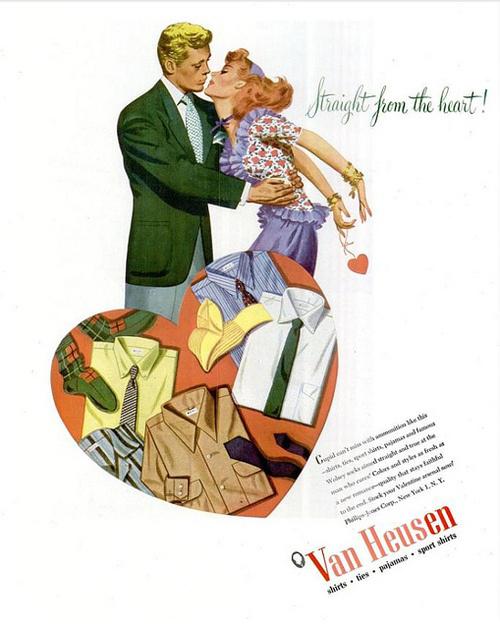 Straight from the heart!
Cupid can't miss with ammunition like this
—shirts, ties, sport shirts, pajamas and famous
Wolsey socks aimed straight and true at the
man who cares! Colors and styles as fresh as
a new romance—quality that stays faithful
to the end. Stock your Valentine arsenal now!
Phillips-Jones Corp., New York 1, N. Y.
Van Heusen
shirts • ties • pajamas • sport shirts